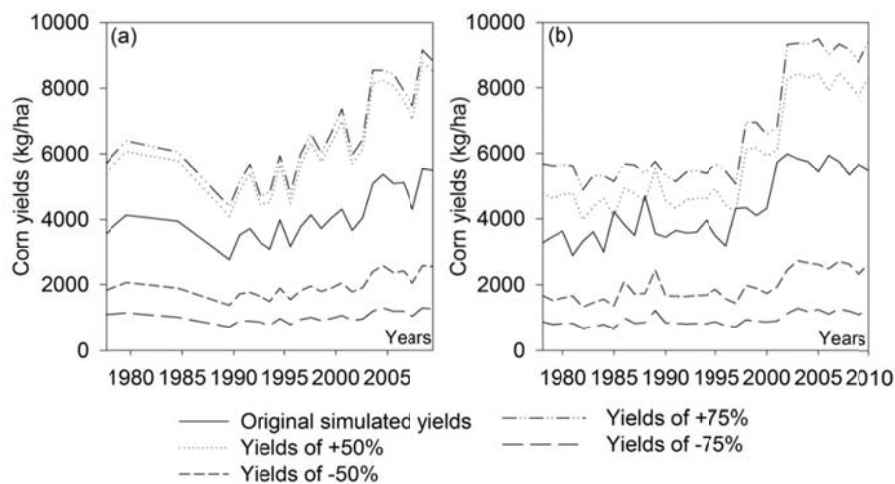 10000
8000
6000
4000
2000
0
Corn yields (kg/ha)
(a)
Years
1980 1985 1990 1995 2000 2005
10000
8000
6000
4000
2000
0
Corn yields (kg/ha)
(b)
Years
1980 1985 1990 1995 2000 2005 2010
Original simulated yields
Yields of +50%
Yields of -50%
Yields of +75%
Yields of -75%